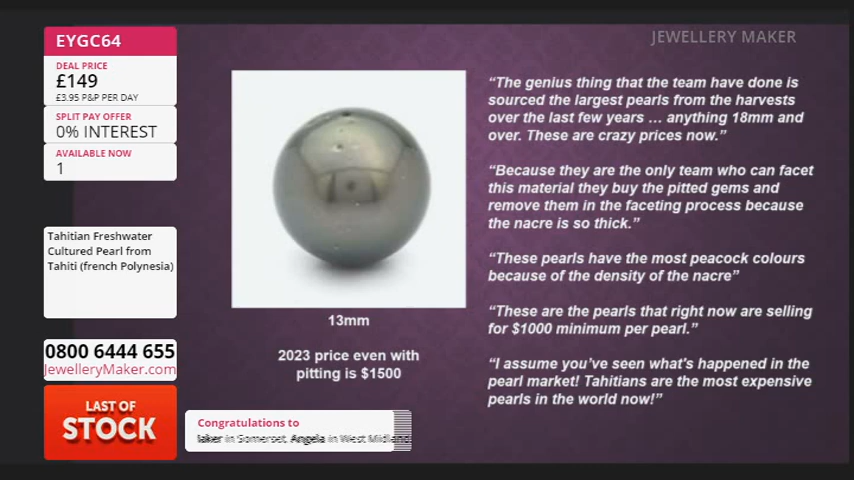 EYGC64
DEAL PRICE
£149
£3.95 P&P PER DAY
SPLIT PAY OFFER
0% INTEREST
AVAILABLE NOW
1
Tahitian Freshwater
Cultured Pearl from
Tahiti (french Polynesia)
0800 6444 655
JewelleryMaker.com
LAST OF
STOCK
JEWELLERY MAKER
13mm
2023 price even with
pitting is $1500
“The genius thing that the team have done is
sourced the largest pearls from the harvests
over the last few years … anything 18mm and
over. These are crazy prices now.”
“Because they are the only team who can facet
this material they buy the pitted gems and
remove them in the faceting process because
the nacre is so thick.”
“These pearls have the most peacock colours
because of the density of the nacre”
“These are the pearls that right now are selling
for $1000 minimum per pearl.”
“I assume you’ve seen what's happened in the
pearl market! Tahitians are the most expensive
pearls in the world now!”
Congratulations to
in Somerset, Angela in West